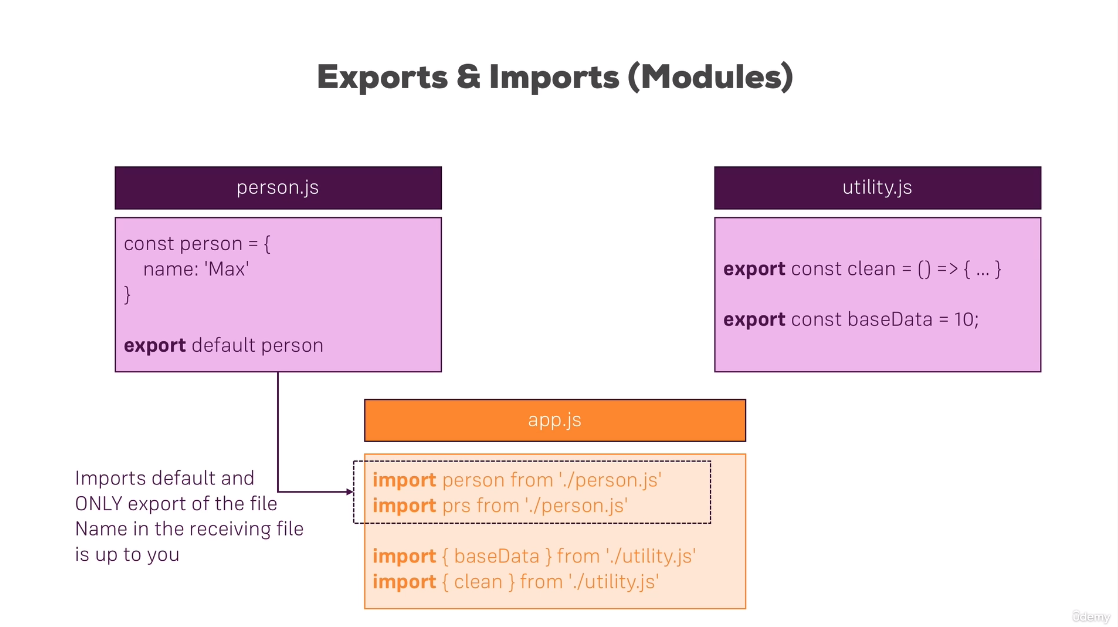 Exports & Imports (Modules)
person.js
const person = {
name: 'Max'
}
export default person
utility.js
export const clean = () => { ... }
export const baseData = 10;
app.js
import person from './person.js'
import prs from './person.js'
import { baseData } from './utility.js'
import { clean } from './utility.js'
Imports default and
ONLY export of the file
Name in the receiving file
is up to you
ûdemy